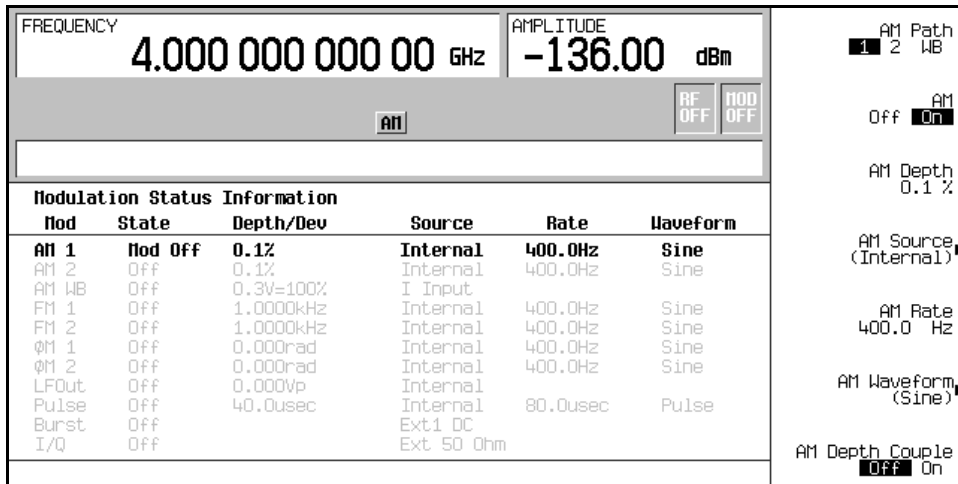 FREQUENCY
4.000 000 000 00 GHz
AMPLITUDE
-136.00 dBm
AM
RF OFF
MOD OFF
Modulation Status Information
Mod State Depth/Dev Source Rate Waveform
AM 1 Mod Off 0.1% Internal 400.0Hz Sine
AM 2 Off 0.1% Internal 400.0Hz Sine
AM WB Off 0.3V=100% I Input
FM 1 Off 1.0000kHz Internal 400.0Hz Sine
FM 2 Off 1.0000kHz Internal 400.0Hz Sine
ΦM 1 Off 0.000rad Internal 400.0Hz Sine
ΦM 2 Off 0.000rad Internal 400.0Hz Sine
LFOut Off 0.000Vp Internal
Pulse Off 40.0usec Internal 80.0usec Pulse
Burst Off Ext1 DC
I/Q Off Ext 50 Ohm
AM Path
1 2 WB
AM
Off On
AM Depth
0.1 %
AM Source
(Internal)
AM Rate
400.0 Hz
AM Waveform
(Sine)
AM Depth Couple
Off On